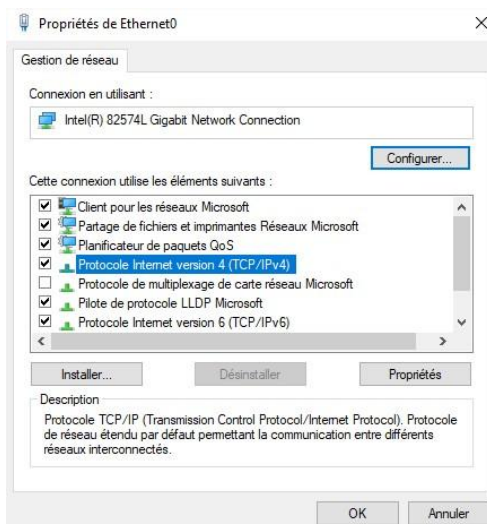 Propriétés de Ethernet0
Gestion de réseau
Connexion en utilisant :
Intel(R) 82574L Gigabit Network Connection
Configurer...
Cette connexion utilise les éléments suivants :
Client pour les réseaux Microsoft
Partage de fichiers et imprimantes Réseaux Microsoft
Planificateur de paquets QoS
Protocole Internet version 4 (TCP/IPv4)
Protocole de multiplexage de carte réseau Microsoft
Pilote de protocole LLDP Microsoft
Protocole Internet version 6 (TCP/IPv6)
Installer...
Désinstaller
Propriétés
Description
Protocole TCP/IP (Transmission Control Protocol/Internet Protocol). Protocole
de réseau étendu par défaut permettant la communication entre différents
réseaux interconnectés.
OK
Annuler